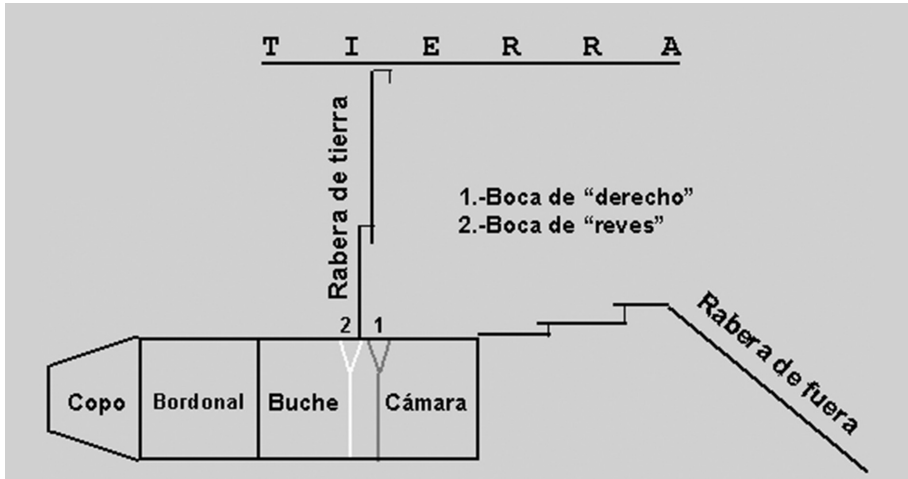 T I E R R A
Rabera de tierra
1.-Boca de “derecho”
2.-Boca de “reves”
Rabera de fuera
2 1
Copo Bordonal Buche Cámara